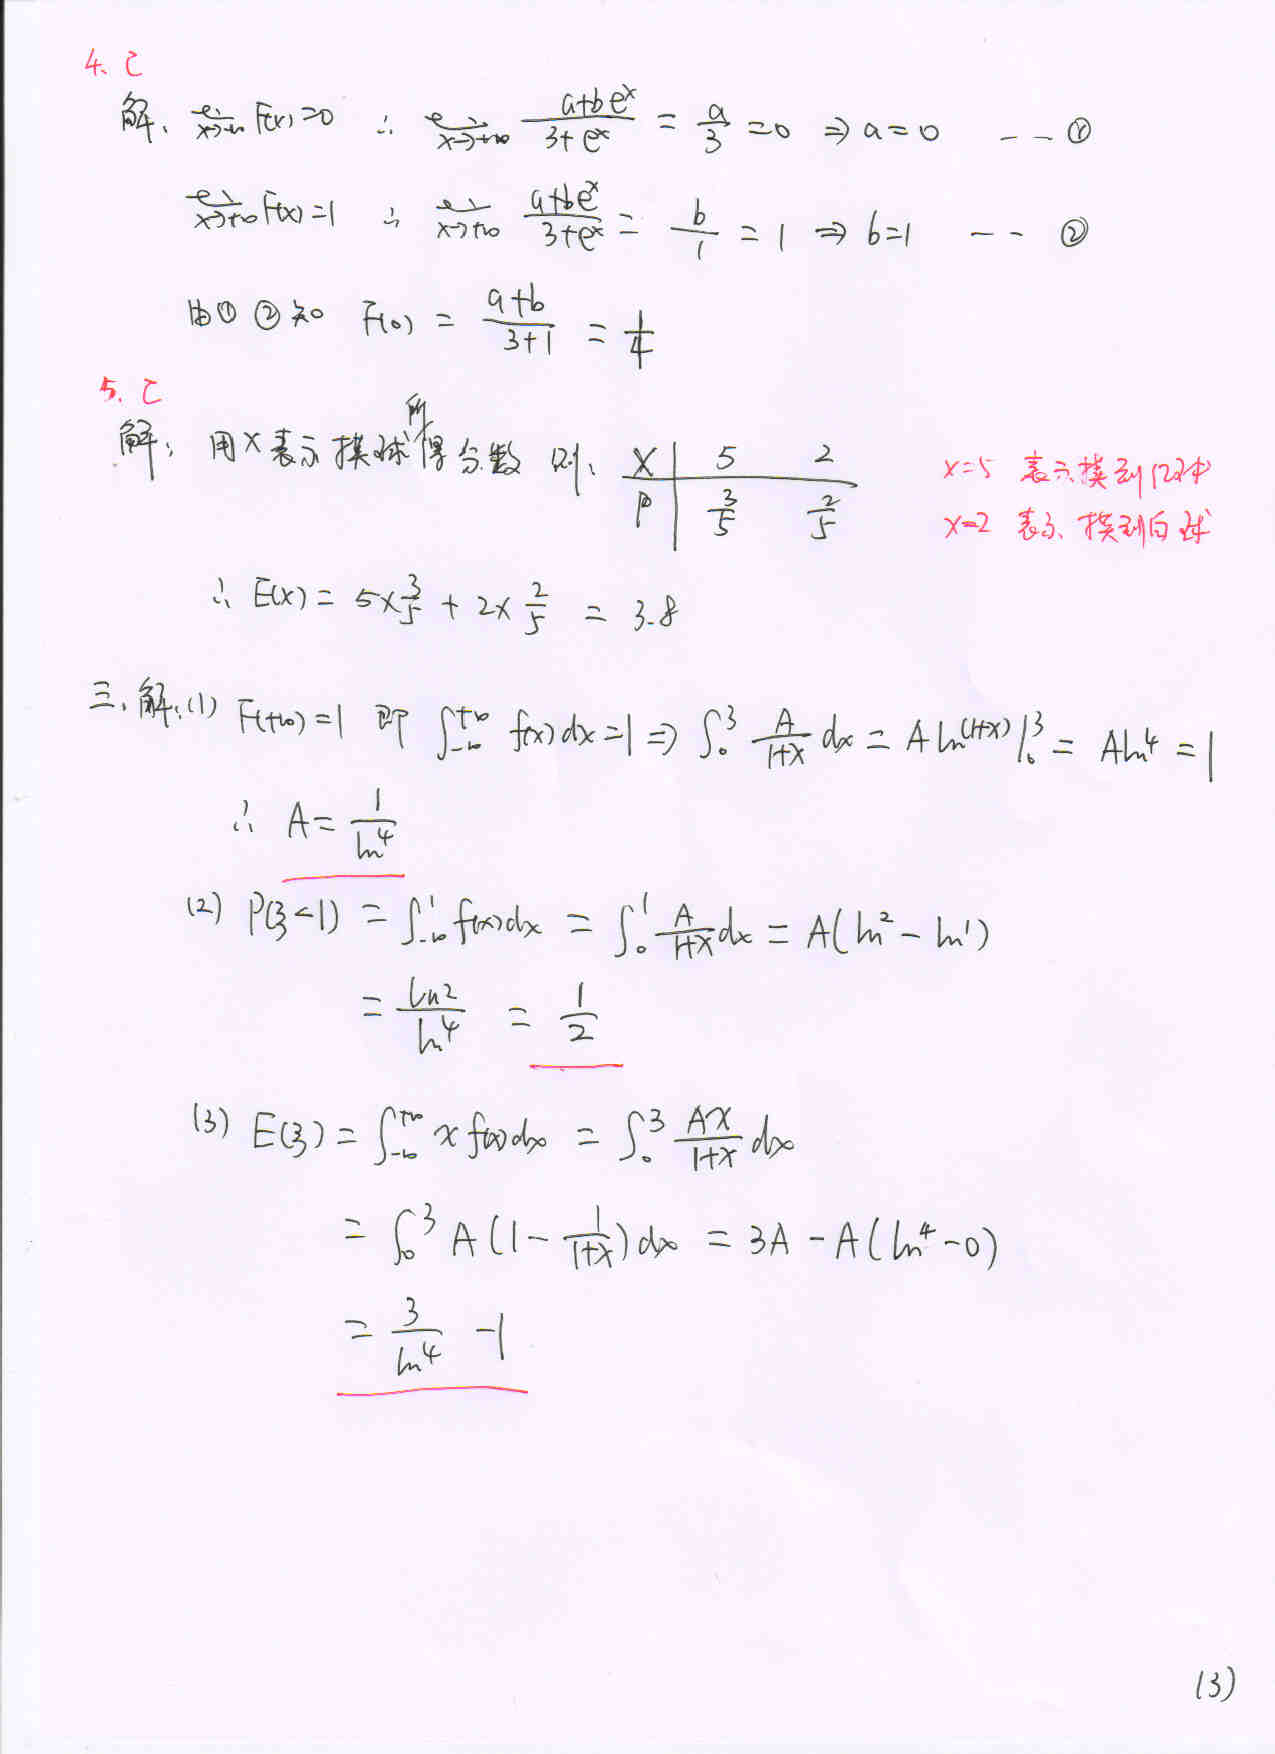 4. C
解: lim x→-∞ F(x)=0 ∴ lim x→+∞ (a+be^x)/(3+e^x) = a/3 =0 ⇒ a=0 -- ①
lim x→+∞ F(x)=1 ∴ lim x→+∞ (a+be^x)/(3+e^x) = b/1 = 1 ⇒ b=1 -- ②
由① ②知 F(0) = (a+b)/(3+1) = 1/4
5. C
解: 用X表示摸球所得分数 则: X | 5 2
P | 3/5 2/5
x=5 表示摸到红球
x=2 表示摸到白球
∴ E(X) = 5×3/5 + 2×2/5 = 3.8
三、解:(1) F(+∞)=1 即 ∫_{-∞}^{+∞} f(x)dx=1 ⇒ ∫_0^3 A/(1+x) dx = A ln(1+x)|_0^3 = Aln4 = 1
∴ A = 1/ln4
(2) P(ξ<1) = ∫_{-∞}^1 f(x)dx = ∫_0^1 A/(1+x) dx = A(ln2 - ln1)
= ln2/ln4 = 1/2
(3) E(ξ) = ∫_{-∞}^{+∞} x f(x)dx = ∫_0^3 Ax/(1+x) dx
= ∫_0^3 A(1 - 1/(1+x))dx = 3A - A(ln4 - 0)
= 3/ln4 - 1
(3)